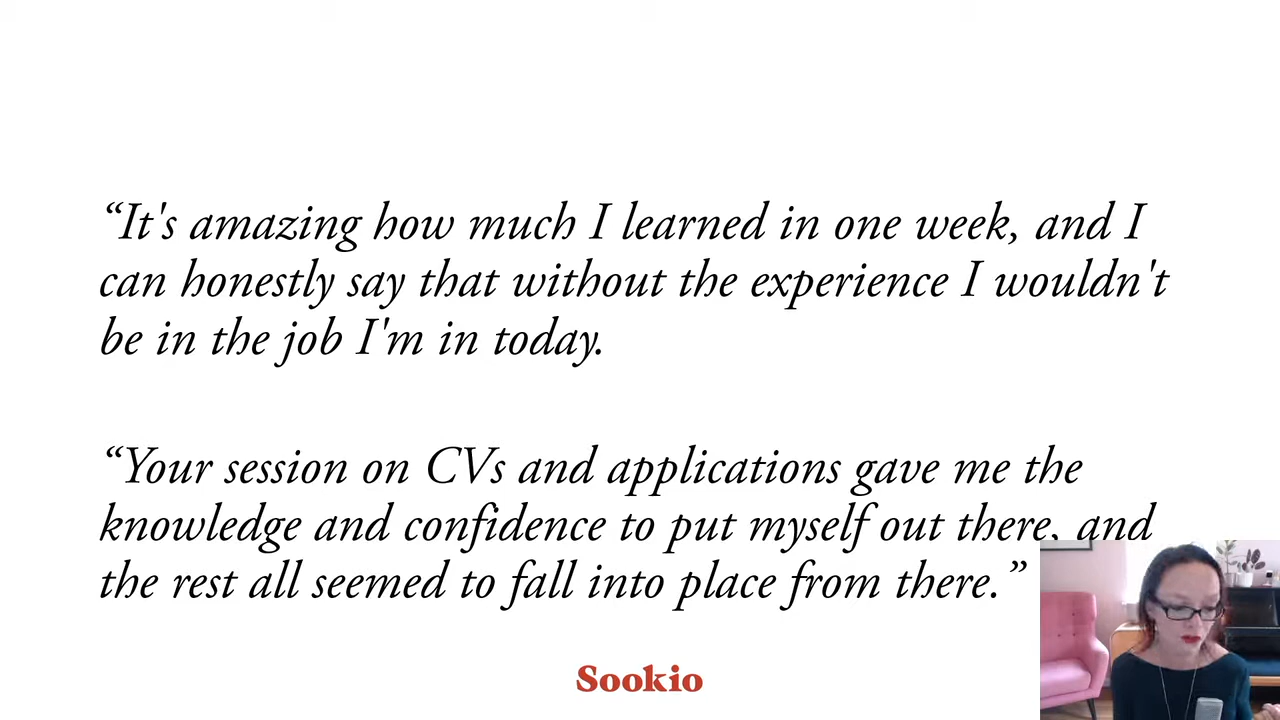 “It's amazing how much I learned in one week, and I
can honestly say that without the experience I wouldn't
be in the job I'm in today.
“Your session on CVs and applications gave me the
knowledge and confidence to put myself out there, and
the rest all seemed to fall into place from there.”
Sookio